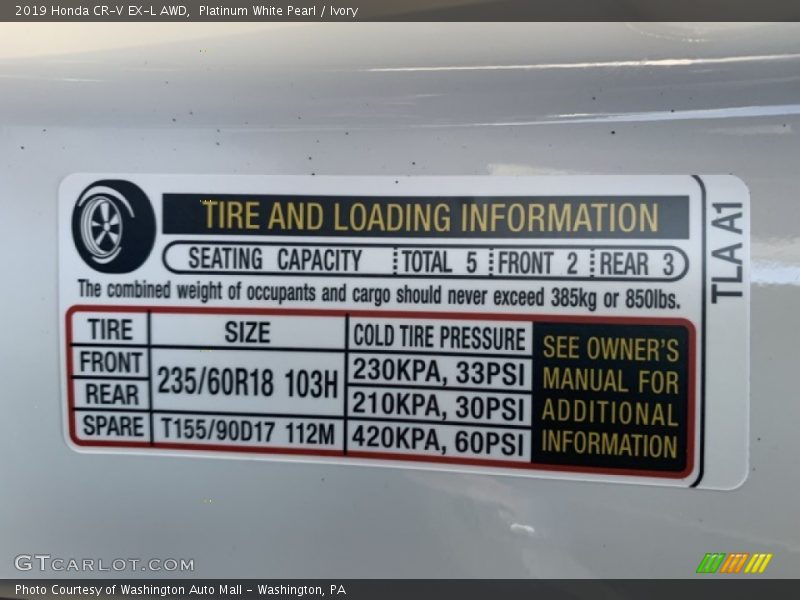 2019 Honda CR-V EX-L AWD, Platinum White Pearl / Ivory
TIRE AND LOADING INFORMATION
SEATING CAPACITY TOTAL 5 FRONT 2 REAR 3
The combined weight of occupants and cargo should never exceed 385kg or 850lbs.
TLA A1
TIRE SIZE COLD TIRE PRESSURE
FRONT 235/60R18 103H 230KPA, 33PSI
REAR 210KPA, 30PSI
SPARE T155/90D17 112M 420KPA, 60PSI
SEE OWNER'S
MANUAL FOR
ADDITIONAL
INFORMATION
GTCARLOT.COM
Photo Courtesy of Washington Auto Mall - Washington, PA